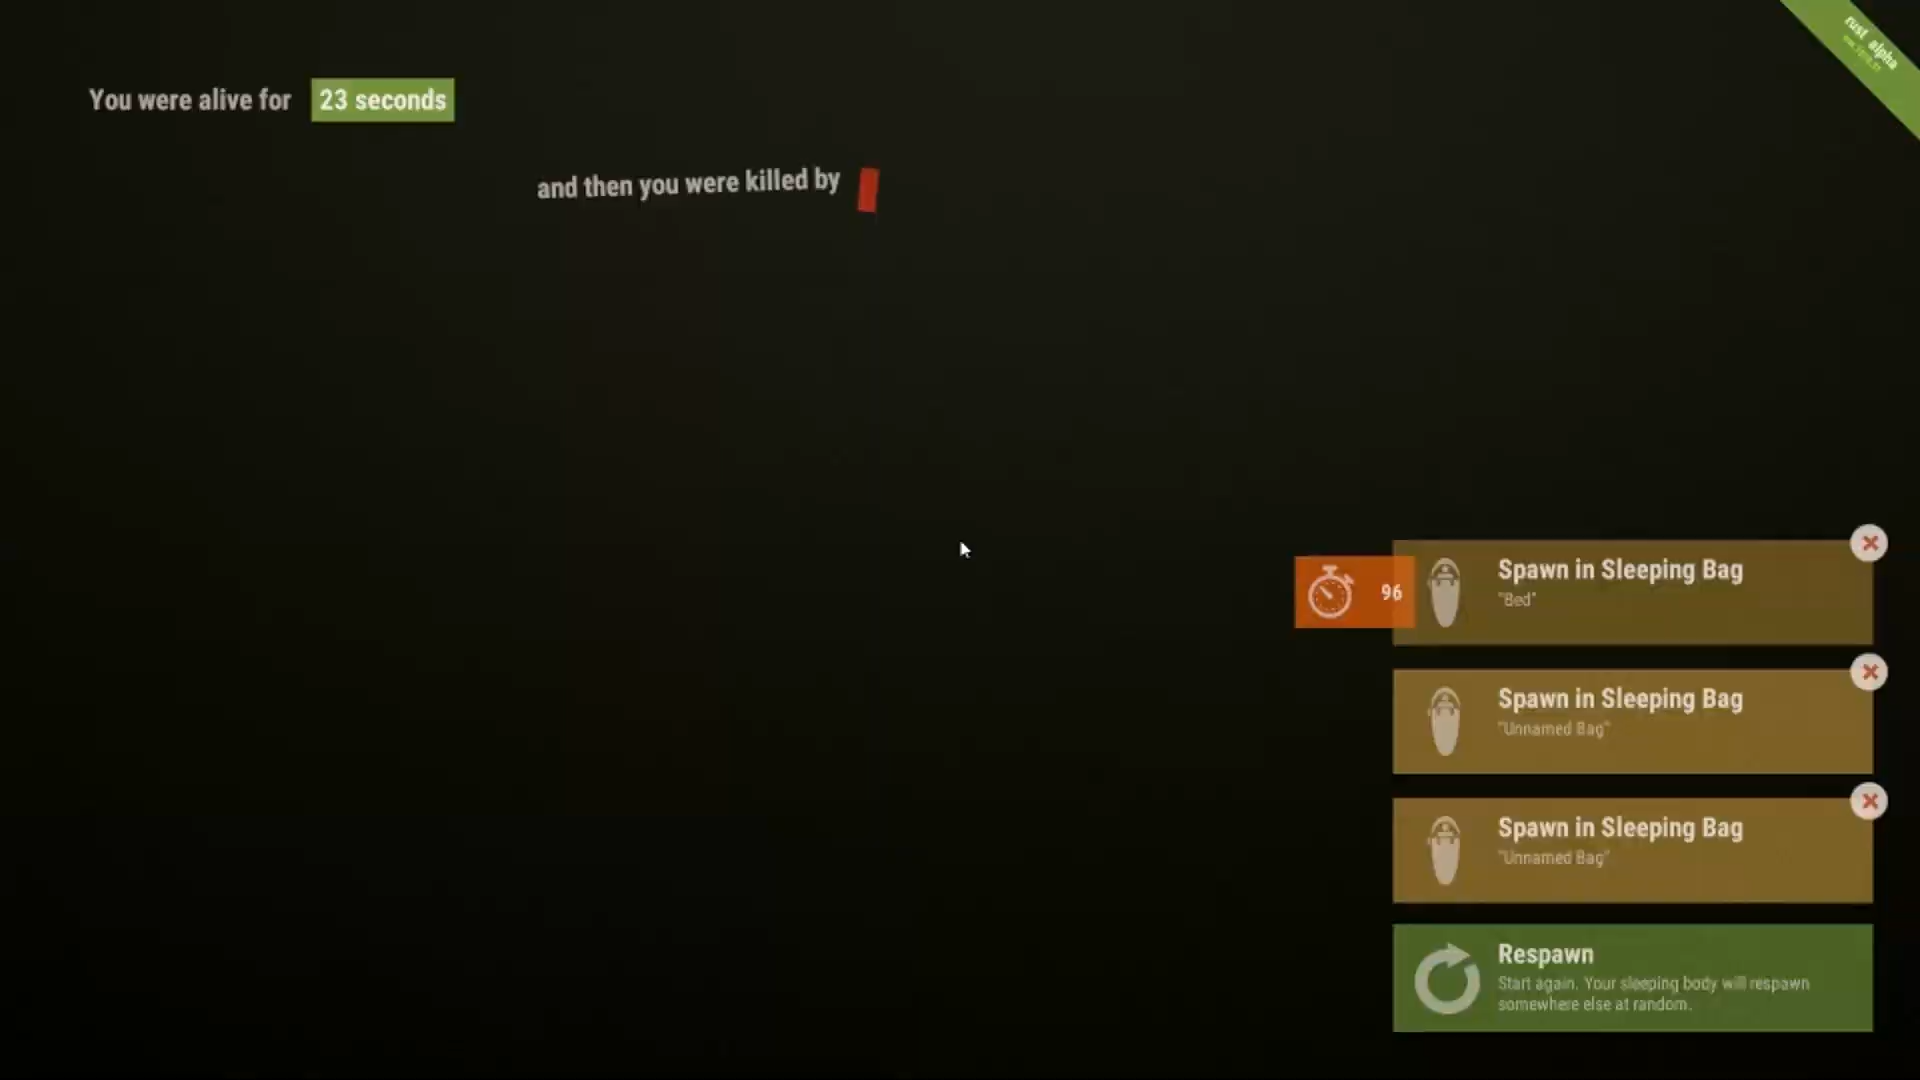 rust alpha
You were alive for 23 seconds
and then you were killed by
96
Spawn in Sleeping Bag
"Bed"
Spawn in Sleeping Bag
"Unnamed Bag"
Spawn in Sleeping Bag
"Unnamed Bag"
Respawn
Start again. Your sleeping body will respawn
somewhere else at random.